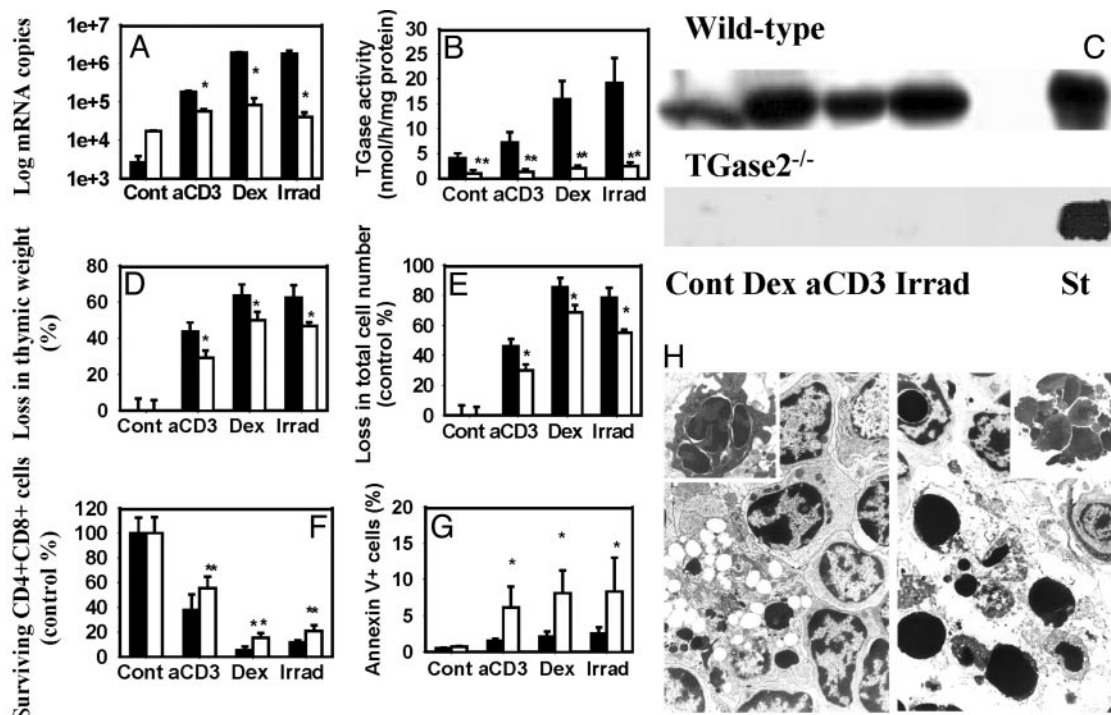 A
Log mRNA copies
1e+7
1e+6
1e+5
1e+4
1e+3
*
*
*
Cont aCD3 Dex Irrad
B
TGase activity
(nmol/h/mg protein)
30
25
20
15
10
5
0
**
**
**
**
Cont aCD3 Dex Irrad
Wild-type
C
TGase2-/-
Cont Dex aCD3 Irrad St
D
Loss in thymic weight
(%)
80
60
40
20
0
*
*
*
Cont aCD3 Dex Irrad
E
Loss in total cell number
(control %)
100
80
60
40
20
0
*
*
*
Cont aCD3 Dex Irrad
F
Surviving CD4+CD8+ cells
(control %)
120
100
80
60
40
20
0
**
**
**
Cont aCD3 Dex Irrad
G
Annexin V+ cells (%)
20
15
10
5
0
*
*
*
Cont aCD3 Dex Irrad
H